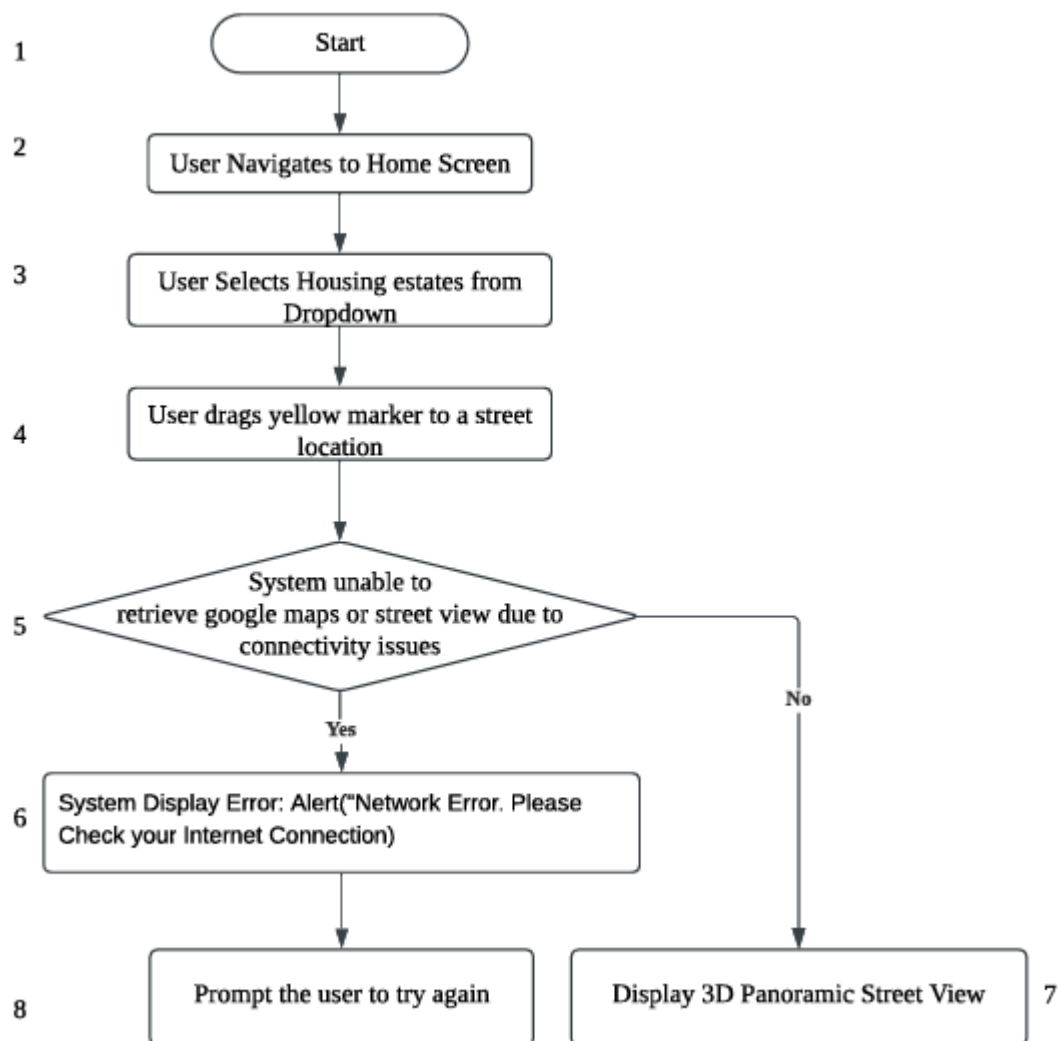 1
Start
2
User Navigates to Home Screen
3
User Selects Housing estates from
Dropdown
4
User drags yellow marker to a street
location
5
System unable to
retrieve google maps or street view due to
connectivity issues
No
Yes
6
System Display Error: Alert(“Network Error. Please
Check your Internet Connection)
8
Prompt the user to try again
Display 3D Panoramic Street View
7